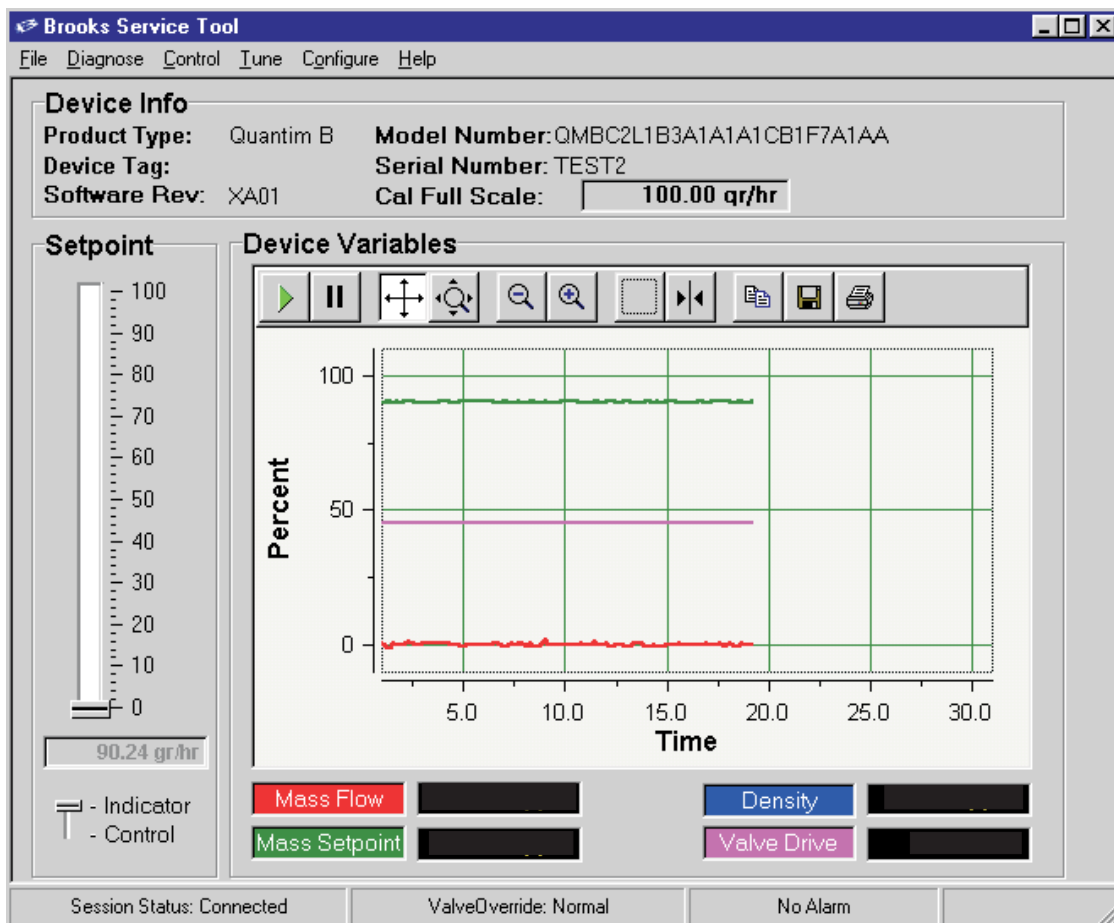 Brooks Service Tool
File Diagnose Control Tune Configure Help
Device Info
Product Type: Quantim B Model Number: QMBC2L1B3A1A1A1CB1F7A1AA
Device Tag: Serial Number: TEST2
Software Rev: XA01 Cal Full Scale: 100.00 qr/hr
Setpoint
100
90
80
70
60
50
40
30
20
10
0
90.24 gr/hr
- Indicator
- Control
Device Variables
100
50
0
Percent
5.0 10.0 15.0 20.0 25.0 30.0
Time
Mass Flow
Density
Mass Setpoint
Valve Drive
Session Status: Connected ValveOverride: Normal No Alarm